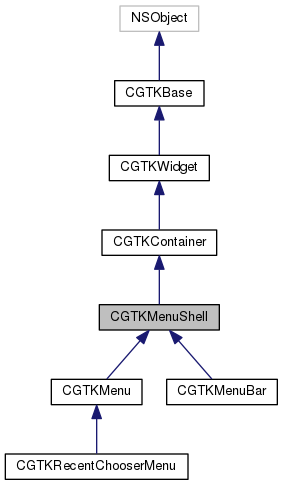 NSObject
CGTKBase
CGTKWidget
CGTKContainer
CGTKMenuShell
CGTKMenu
CGTKMenuBar
CGTKRecentChooserMenu